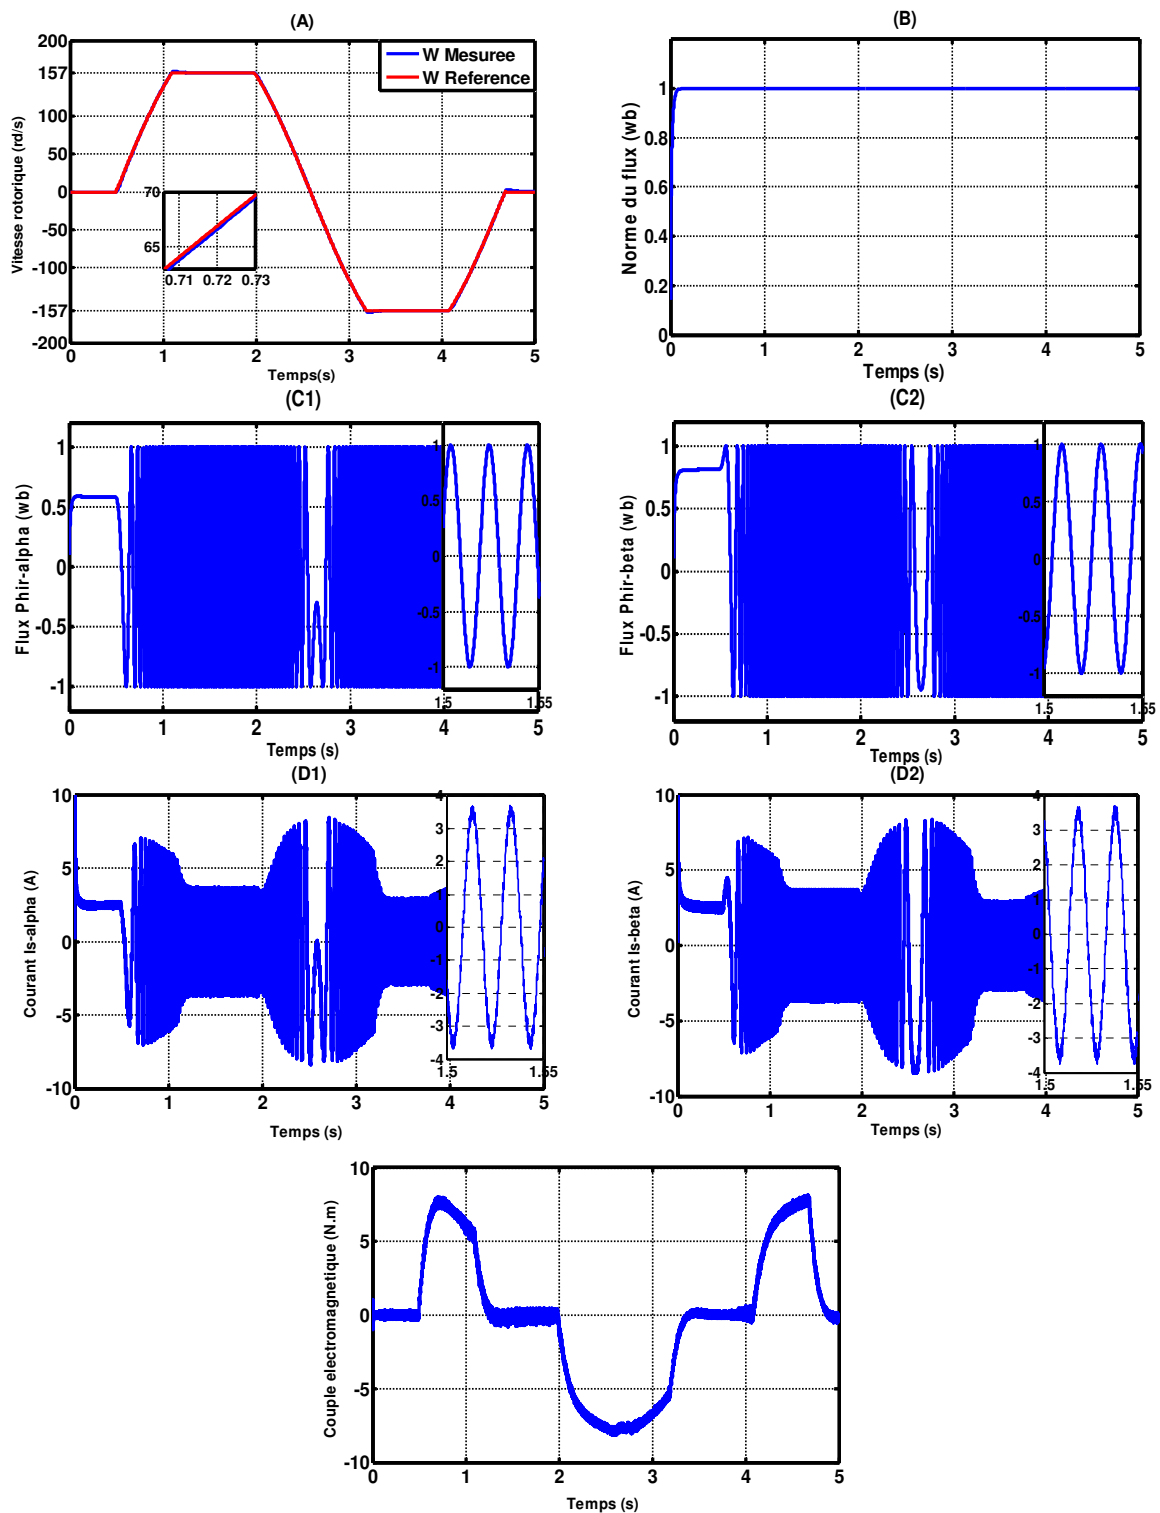 (A)
200
157
100
50
0
-50
-100
-157
-200
Vitesse rotorique (rd/s)
W Mesuree
W Reference
70
65
0.71 0.72 0.73
0 1 2 3 4 5
Temps(s)
(B)
1
0.8
0.6
0.4
0.2
0
Norme du flux (wb)
0 1 2 3 4 5
Temps (s)
(C1)
1
0.5
0
-0.5
-1
Flux Phir-alpha (wb)
1
0.5
0
-0.5
-1
1.5 1.55
0 1 2 3 4 5
Temps (s)
(C2)
1
0.5
0
-0.5
-1
Flux Phir-beta (wb)
1
0.5
0
-0.5
-1
1.5 1.55
0 1 2 3 4 5
Temps (s)
(D1)
10
5
0
-5
-10
Courant Is-alpha (A)
4
3
2
1
0
-1
-2
-3
-4
1.5 1.55
0 1 2 3 4 5
Temps (s)
(D2)
10
5
0
-5
-10
Courant Is-beta (A)
4
3
2
1
0
-1
-2
-3
-4
1.5 1.55
0 1 2 3 4 5
Temps (s)
10
5
0
-5
-10
Couple electromagnetique (N.m)
0 1 2 3 4 5
Temps (s)